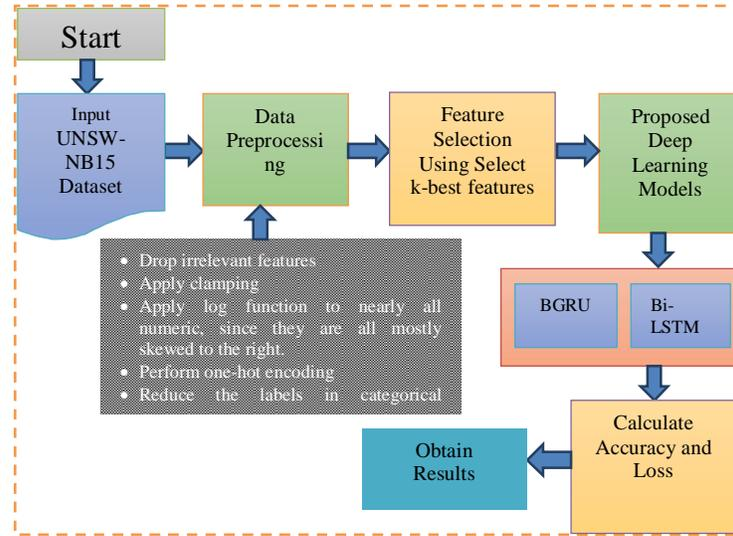 Start
Input
UNSW-
NB15
Dataset
Data
Preprocessi
ng
Feature
Selection
Using Select
k-best features
Proposed
Deep
Learning
Models
• Drop irrelevant features
• Apply clamping
• Apply log function to nearly all
numeric, since they are all mostly
skewed to the right.
• Perform one-hot encoding
• Reduce the labels in categorical
BGRU
Bi-
LSTM
Calculate
Accuracy and
Loss
Obtain
Results